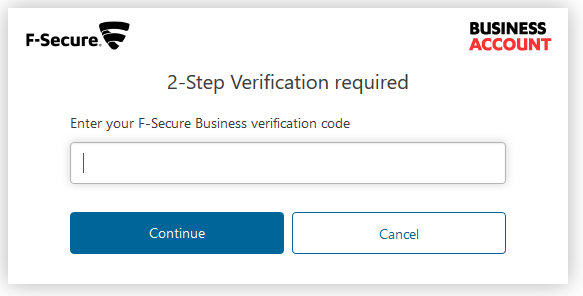 F-Secure.
BUSINESS
ACCOUNT
2-Step Verification required
Enter your F-Secure Business verification code
Continue
Cancel